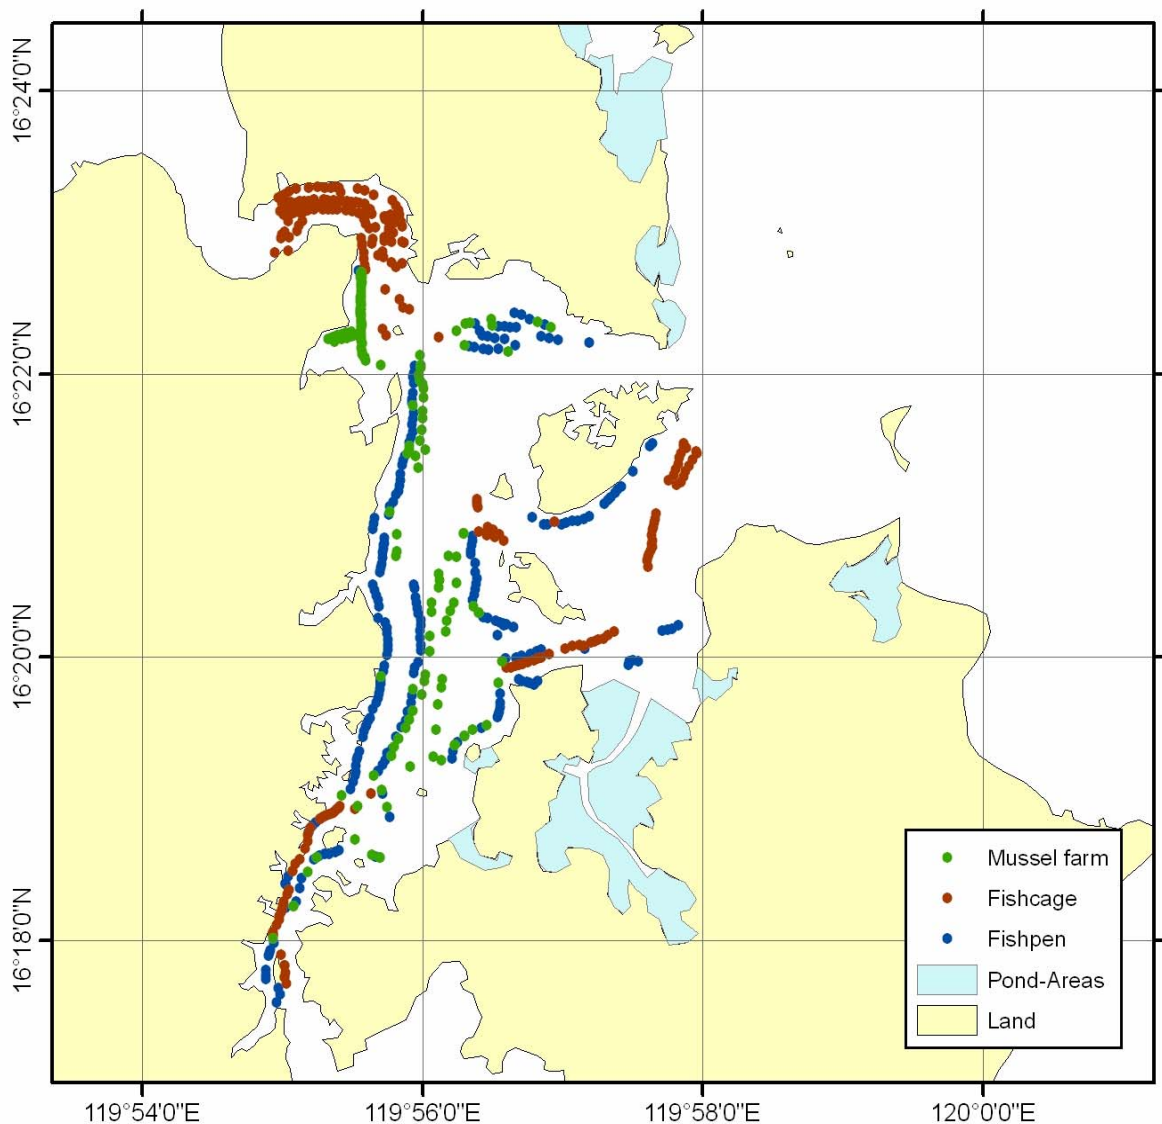 16°24'0"N
16°22'0"N
16°20'0"N
16°18'0"N
Mussel farm
Fishcage
Fishpen
Pond-Areas
Land
119°54'0"E
119°56'0"E
119°58'0"E
120°0'0"E